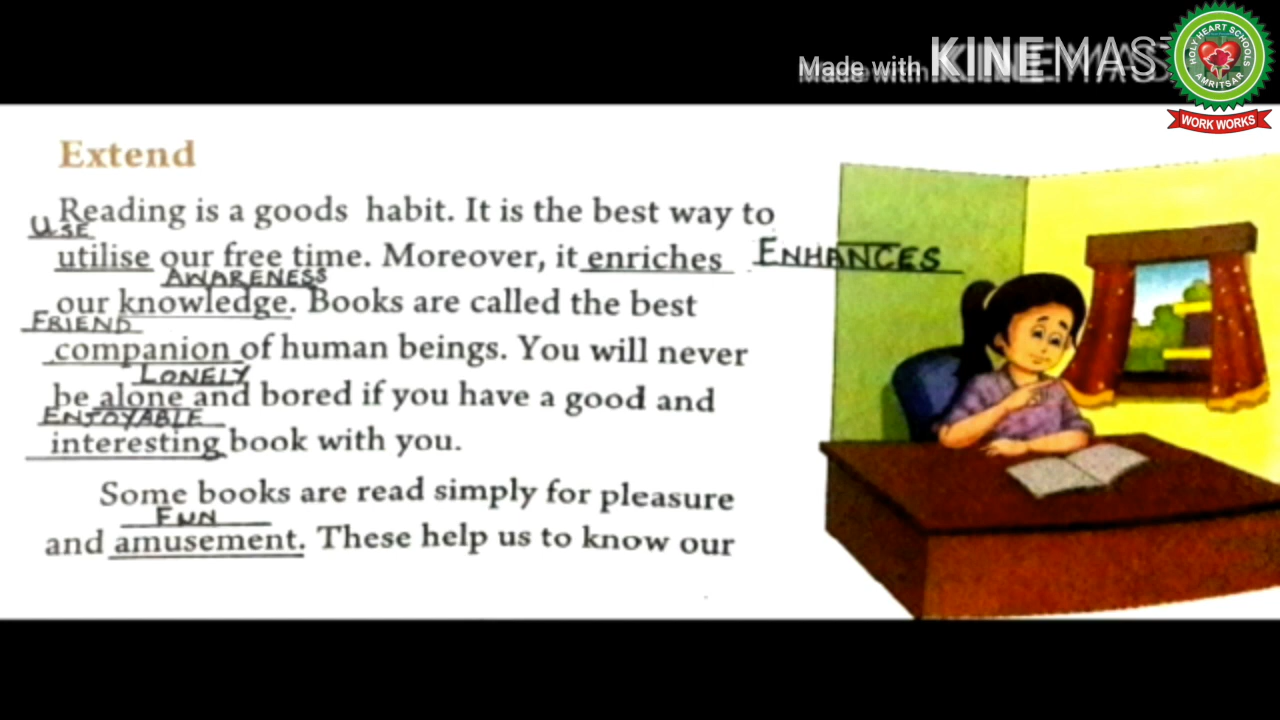 Made with KINEMAS
HOLY HEART SCHOOLS
AMRITSAR
WORK WORKS
Extend
Reading is a goods habit. It is the best way to
USE
utilise our free time. Moreover, it enriches ENHANCES
AWARENESS
our knowledge. Books are called the best
FRIEND
companion of human beings. You will never
LONELY
be alone and bored if you have a good and
ENJOYABLE
interesting book with you.
Some books are read simply for pleasure
FUN
and amusement. These help us to know our